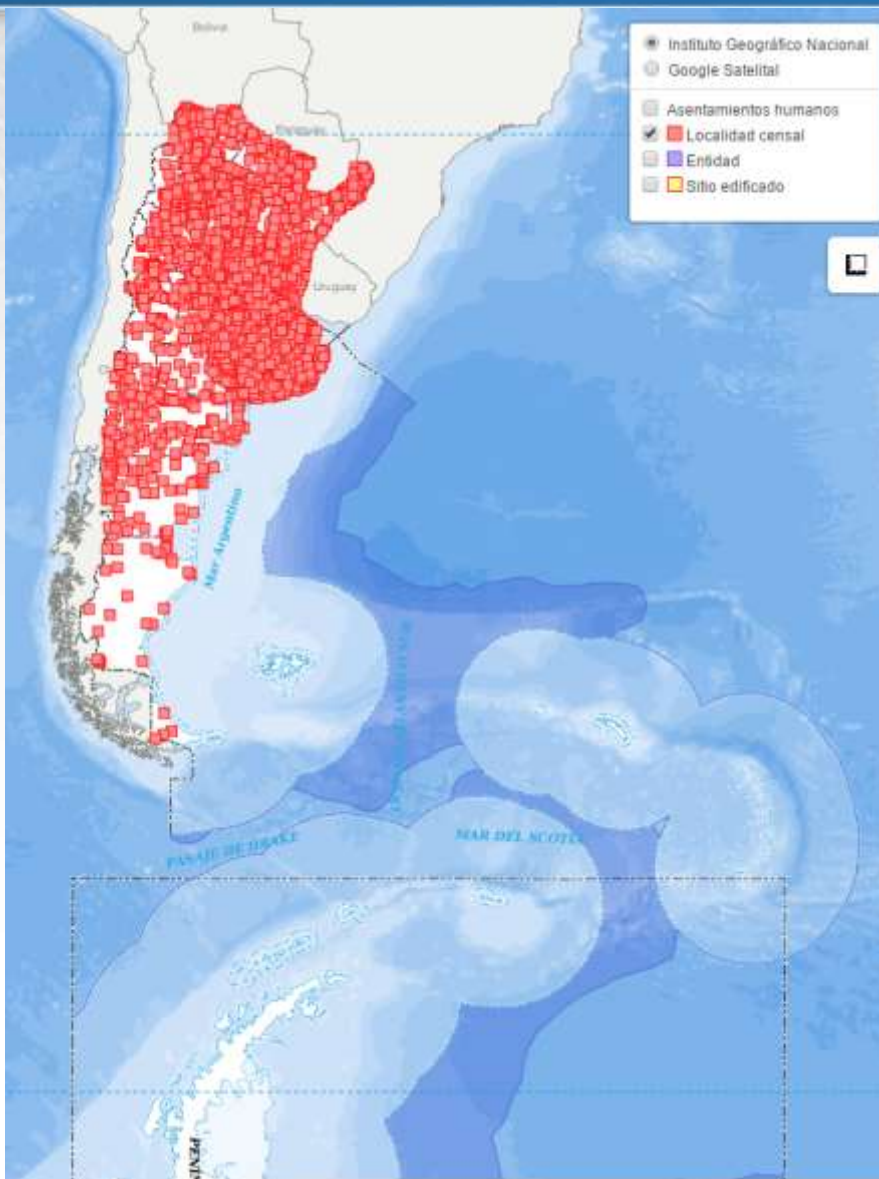 Bolivia
Instituto Geográfico Nacional
Google Satelital
Asentamientos humanos
Localidad censal
Entidad
Sitio edificado
Uruguay
Mar Argentino
PASAJE DE DRAKE
MAR DEL SCOTIA